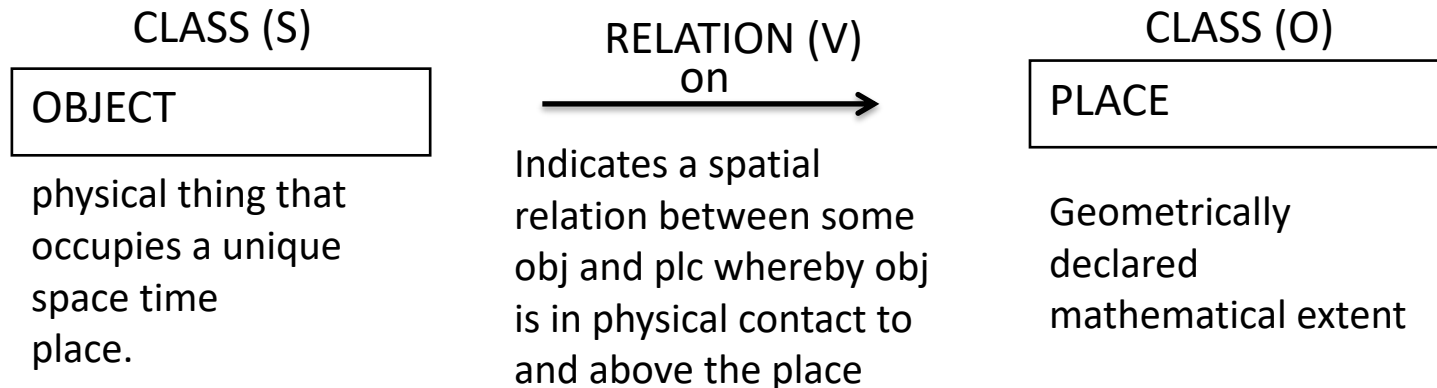 CLASS (S)
OBJECT
physical thing that
occupies a unique
space time
place.
RELATION (V)
on
Indicates a spatial
relation between some
obj and plc whereby obj
is in physical contact to
and above the place
CLASS (O)
PLACE
Geometrically
declared
mathematical extent